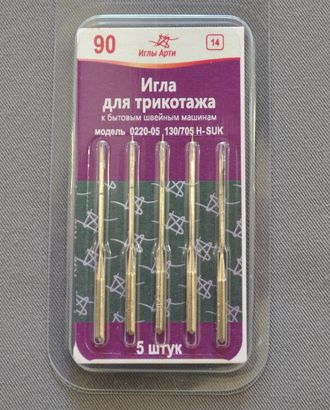 90
Иглы Арти
14
Игла
для трикотажа
к бытовым швейным машинам
модель 0220-05 130/705 H-SUK
5 штук